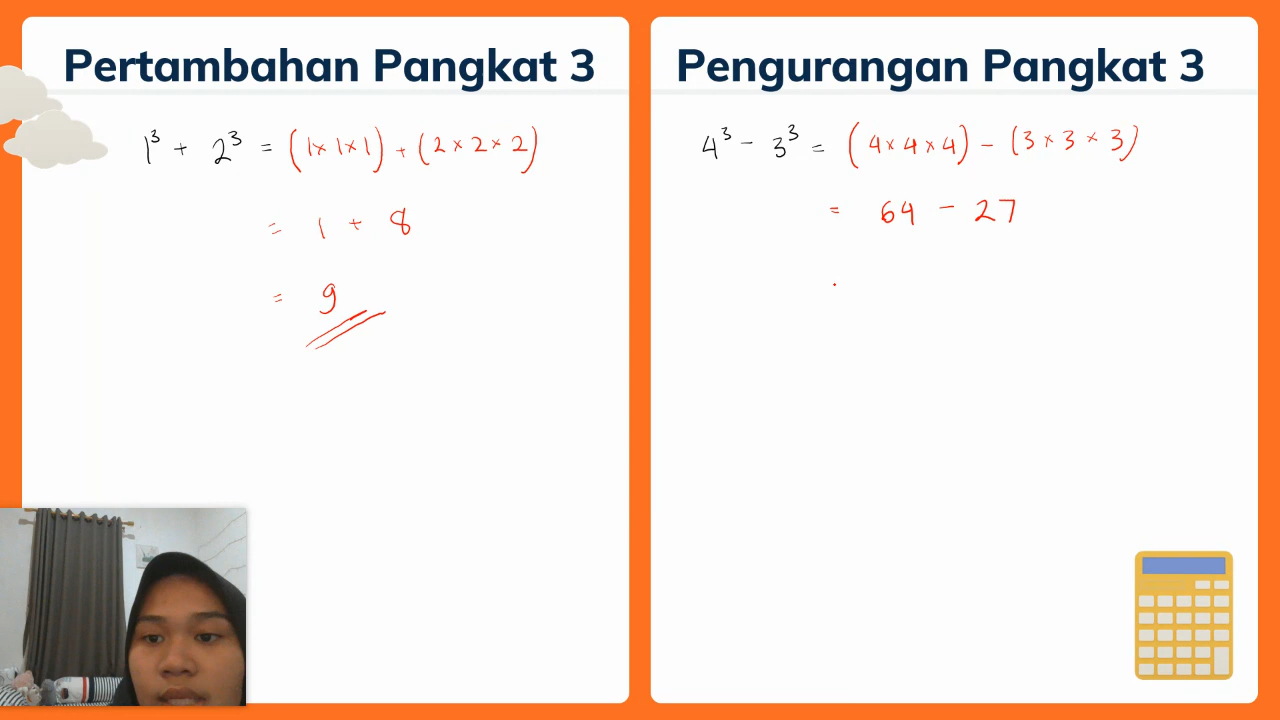 Pertambahan Pangkat 3
1³ + 2³ = (1 × 1 × 1) + (2 × 2 × 2)
= 1 + 8
= 9
Pengurangan Pangkat 3
4³ - 3³ = (4 × 4 × 4) - (3 × 3 × 3)
= 64 - 27